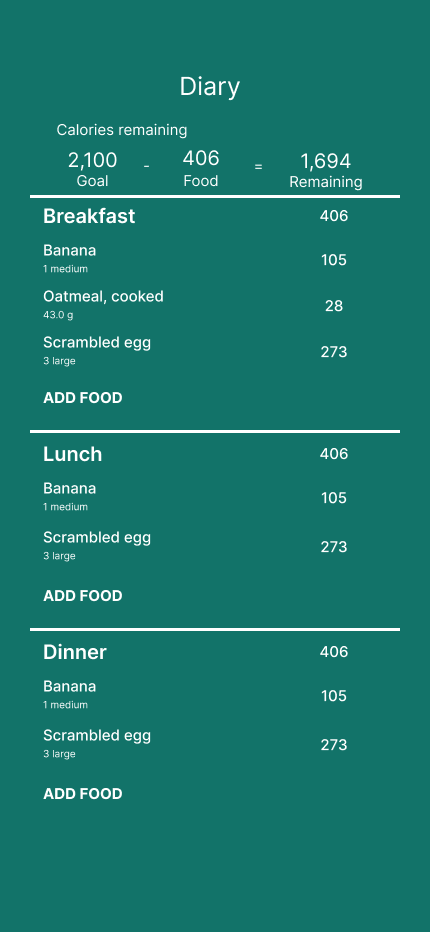 Diary
Calories remaining
2,100 - 406 = 1,694
Goal Food Remaining
Breakfast 406
Banana 105
1 medium
Oatmeal, cooked 28
43.0 g
Scrambled egg 273
3 large
ADD FOOD
Lunch 406
Banana 105
1 medium
Scrambled egg 273
3 large
ADD FOOD
Dinner 406
Banana 105
1 medium
Scrambled egg 273
3 large
ADD FOOD